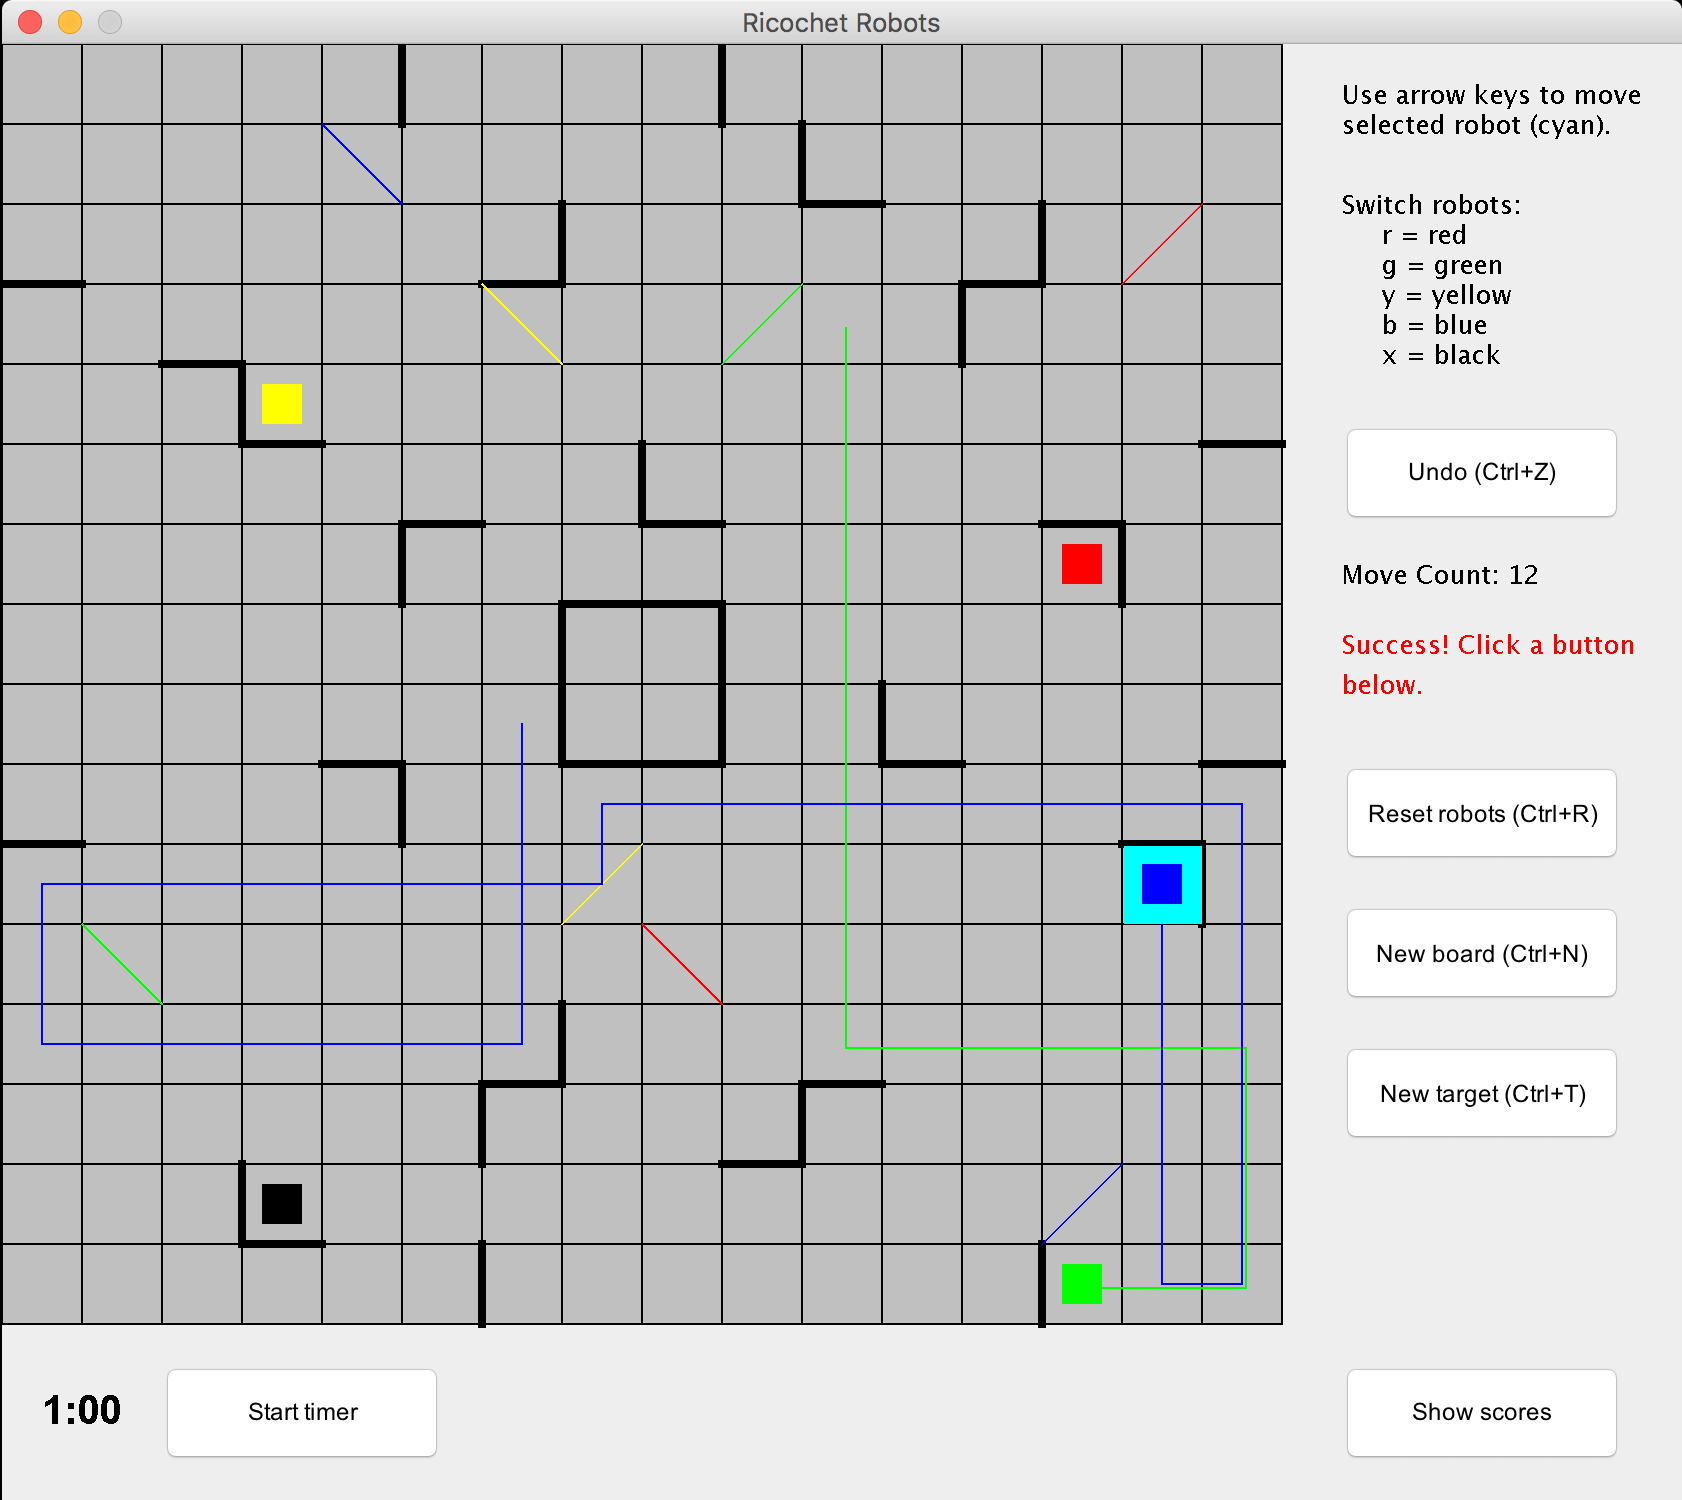 Ricochet Robots
Use arrow keys to move
selected robot (cyan).
Switch robots:
r = red
g = green
y = yellow
b = blue
x = black
Undo (Ctrl+Z)
Move Count: 12
Success! Click a button
below.
Reset robots (Ctrl+R)
New board (Ctrl+N)
New target (Ctrl+T)
1:00
Start timer
Show scores